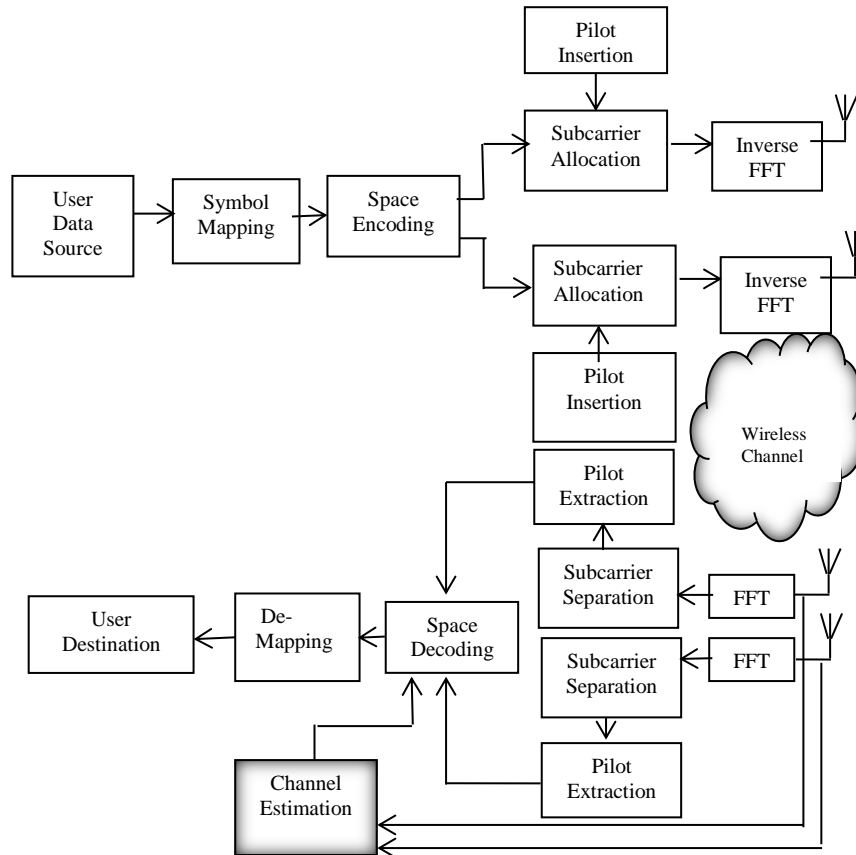 Pilot
Insertion
Subcarrier
Allocation
Inverse
FFT
User
Data
Source
Symbol
Mapping
Space
Encoding
Subcarrier
Allocation
Inverse
FFT
Pilot
Insertion
Wireless
Channel
Pilot
Extraction
Subcarrier
Separation
FFT
User
Destination
De-
Mapping
Space
Decoding
Subcarrier
Separation
FFT
Channel
Estimation
Pilot
Extraction